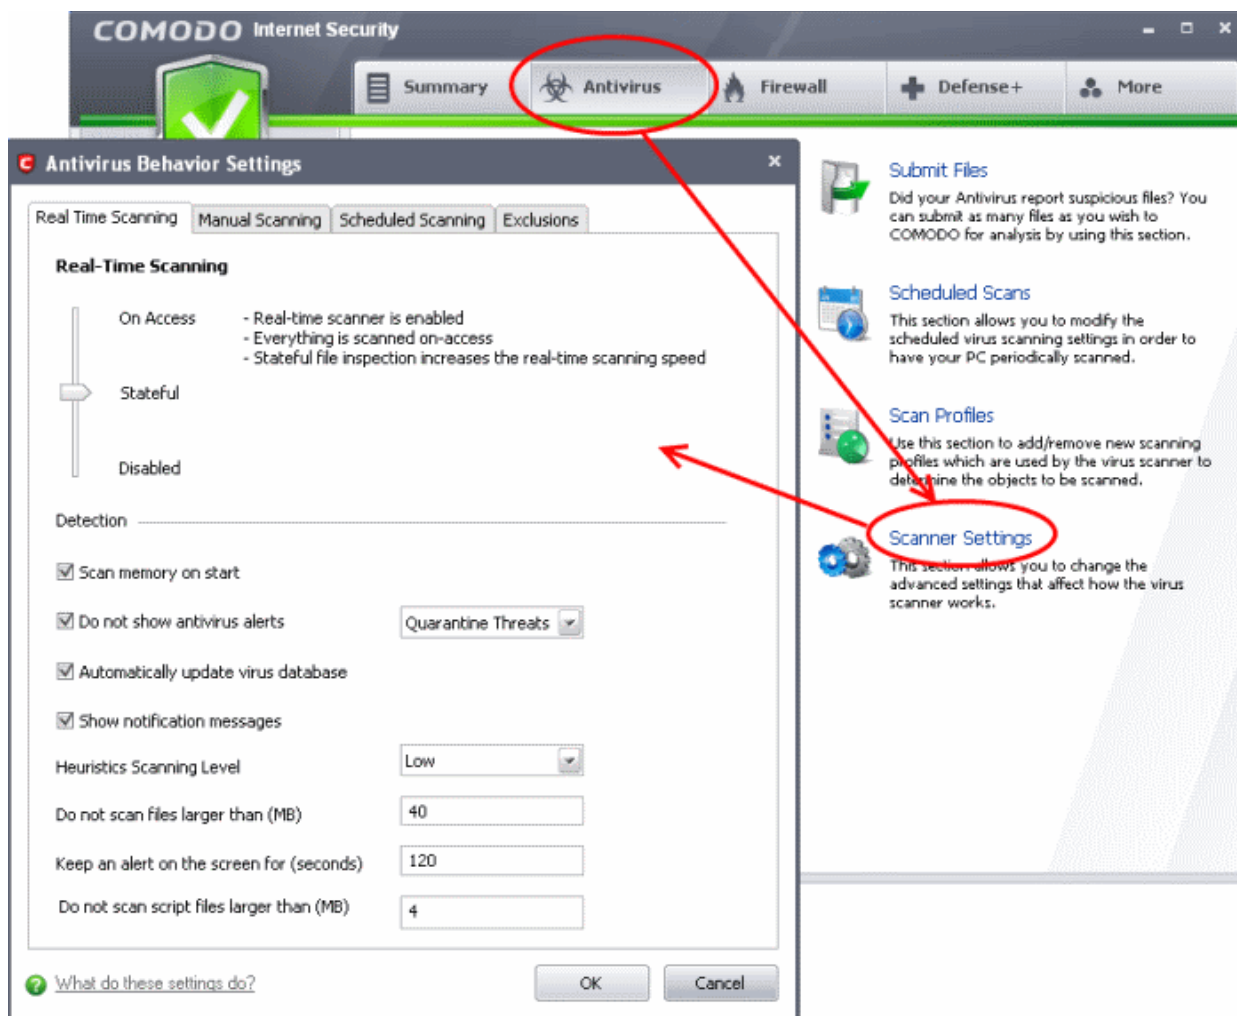 COMODO Internet Security
Summary
Antivirus
Firewall
Defense+
More
Antivirus Behavior Settings
Real Time Scanning
Manual Scanning
Scheduled Scanning
Exclusions
Real-Time Scanning
On Access
- Real-time scanner is enabled
- Everything is scanned on-access
- Stateful file inspection increases the real-time scanning speed
Stateful
Disabled
Detection
Scan memory on start
Do not show antivirus alerts
Quarantine Threats
Automatically update virus database
Show notification messages
Heuristics Scanning Level
Low
Do not scan files larger than (MB)
40
Keep an alert on the screen for (seconds)
120
Do not scan script files larger than (MB)
4
What do these settings do?
OK
Cancel
Submit Files
Did your Antivirus report suspicious files? You
can submit as many files as you wish to
COMODO for analysis by using this section.
Scheduled Scans
This section allows you to modify the
scheduled virus scanning settings in order to
have your PC periodically scanned.
Scan Profiles
Use this section to add/remove new scanning
profiles which are used by the virus scanner to
determine the objects to be scanned.
Scanner Settings
This section allows you to change the
advanced settings that affect how the virus
scanner works.